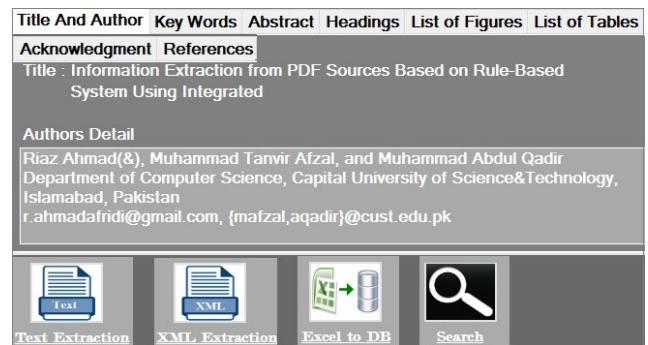 Title And Author Key Words Abstract Headings List of Figures List of Tables
Acknowledgment References
Title : Information Extraction from PDF Sources Based on Rule-Based
System Using Integrated
Authors Detail
Riaz Ahmad(&), Muhammad Tanvir Afzal, and Muhammad Abdul Qadir
Department of Computer Science, Capital University of Science&Technology,
Islamabad, Pakistan
r.ahmadafridi@gmail.com, {mafzal,aqadir}@cust.edu.pk
Text XML
Text Extraction XML Extraction Excel to DB Search